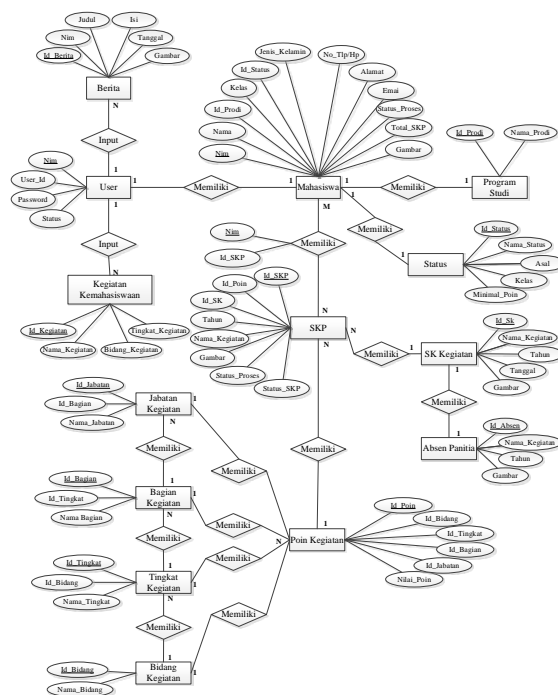 Judul
Isi
Nim
Tanggal
Id_Berita
Gambar
Berita
N
Input
1
Nim
User_Id
Password
Status
User
1
1
Input
N
Kegiatan
Kemahasiswaan
Id_Kegiatan
Tingkat_Kegiatan
Nama_Kegiatan
Bidang_Kegiatan
Memiliki
1
Jenis_Kelamin
No_Tlp/Hp
Id_Status
Alamat
Kelas
Emai
Id_Prodi
Status_Proses
Nama
Total_SKP
Nim
Gambar
Mahasiswa
1
Memiliki
1
Id_Prodi
Nama_Prodi
Program
Studi
1
Memiliki
1
Status
Id_Status
Nama_Status
Asal
Kelas
Minimal_Poin
M
Memiliki
Nim
Id_SKP
N
Id_SKP
Id_Poin
Id_SK
Tahun
Nama_Kegiatan
Gambar
Status_Proses
Status_SKP
SKP
N
Memiliki
1
SK Kegiatan
Id_Sk
Nama_Kegiatan
Tahun
Tanggal
Gambar
1
Memiliki
1
Absen Panitia
Id_Absen
Nama_Kegiatan
Tahun
Gambar
N
Memiliki
1
Poin Kegiatan
N
Id_Poin
Id_Bidang
Id_Tingkat
Id_Bagian
Id_Jabatan
Nilai_Poin
Id_Jabatan
Id_Bagian
Nama_Jabatan
Jabatan
Kegiatan
1
Memiliki
N
Memiliki
1
Id_Bagian
Id_Tingkat
Nama Bagian
Bagian
Kegiatan
1
Memiliki
N
Memiliki
1
Id_Tingkat
Id_Bidang
Nama_Tingkat
Tingkat
Kegiatan
1
Memiliki
N
Memiliki
1
Id_Bidang
Nama_Bidang
Bidang
Kegiatan
1
Memiliki